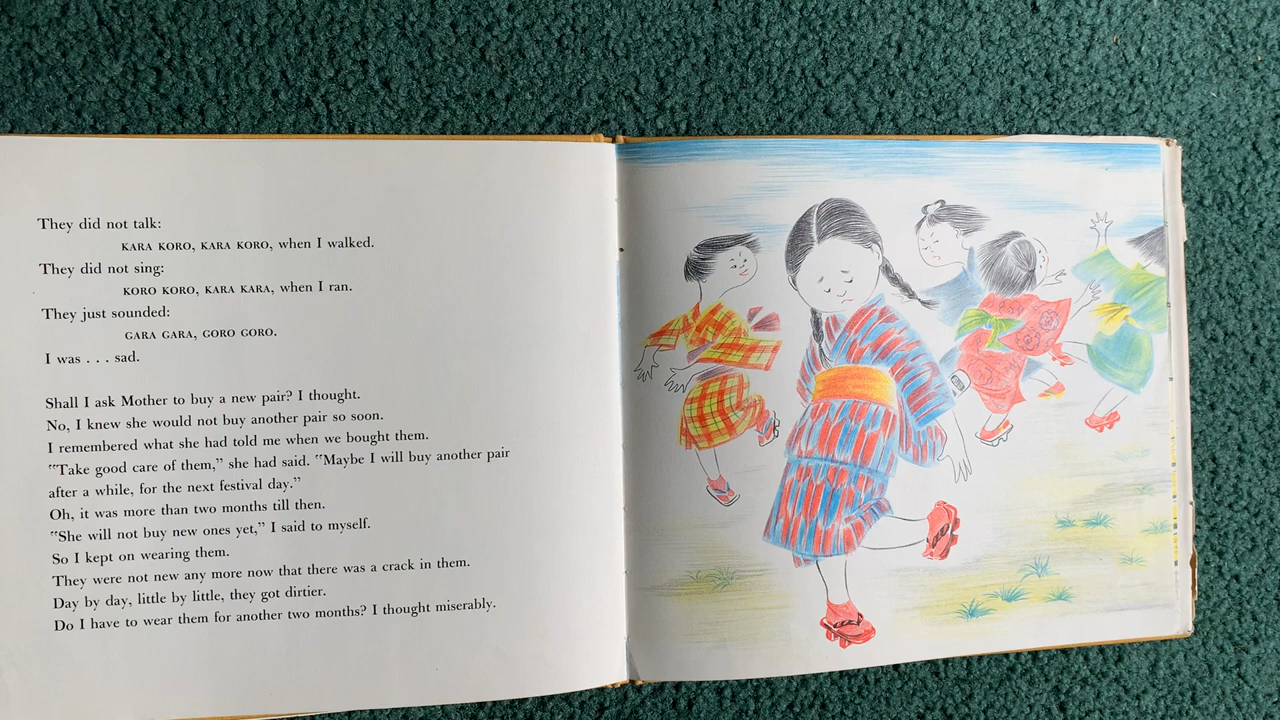 They did not talk:
KARA KORO, KARA KORO, when I walked.
They did not sing:
KORO KORO, KARA KARA, when I ran.
They just sounded:
GARA GARA, GORO GORO.
I was . . . sad.
Shall I ask Mother to buy a new pair? I thought.
No, I knew she would not buy another pair so soon.
I remembered what she had told me when we bought them.
"Take good care of them," she had said. "Maybe I will buy another pair
after a while, for the next festival day."
Oh, it was more than two months till then.
"She will not buy new ones yet," I said to myself.
So I kept on wearing them.
They were not new any more now that there was a crack in them.
Day by day, little by little, they got dirtier.
Do I have to wear them for another two months? I thought miserably.